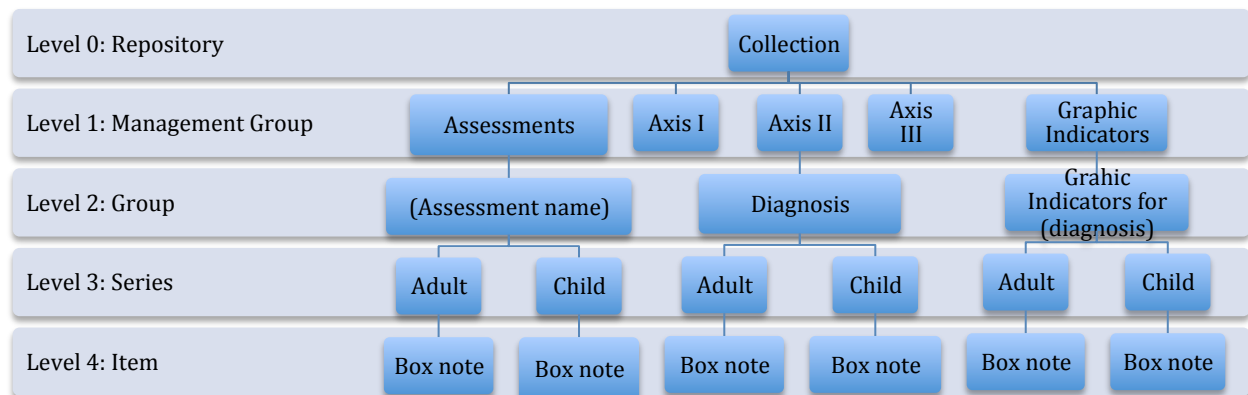 Level 0: Repository
Collection
Level 1: Management Group
Assessments
Axis I
Axis II
Axis
III
Graphic
Indicators
Level 2: Group
(Assessment name)
Diagnosis
Grahic
Indicators for
(diagnosis)
Level 3: Series
Adult
Child
Adult
Child
Adult
Child
Level 4: Item
Box note
Box note
Box note
Box note
Box note
Box note